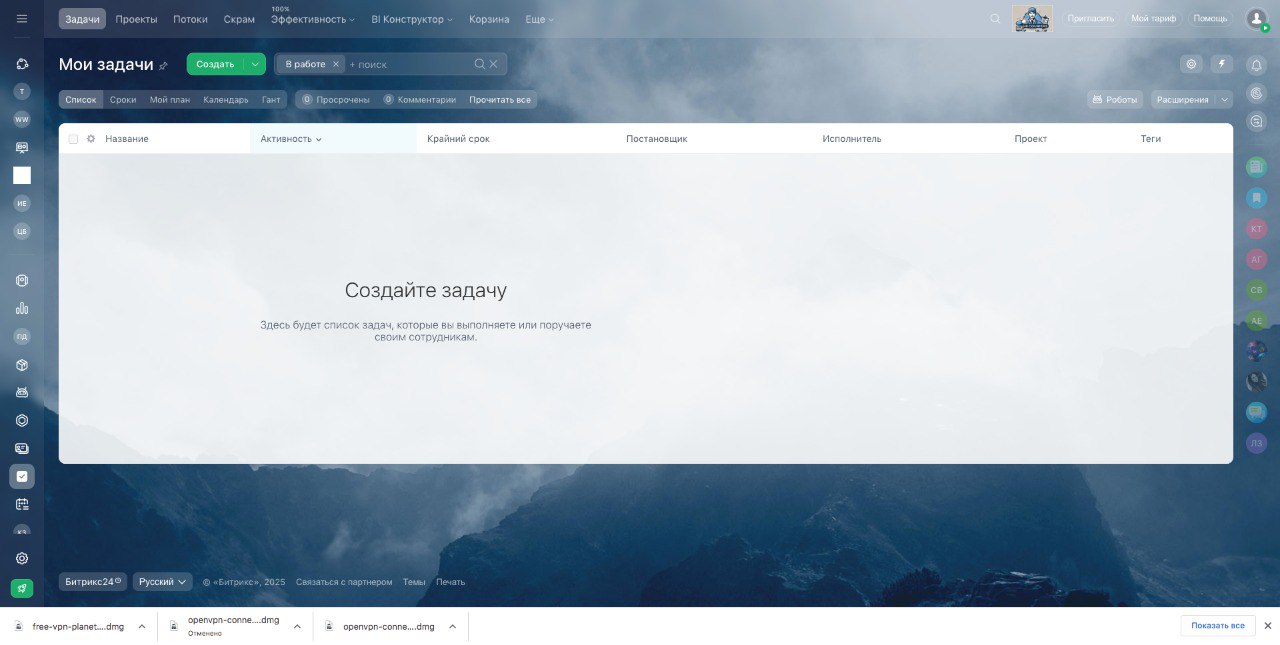 100%
Задачи Проекты Потоки Скрам Эффективность BI Конструктор Корзина Еще Пригласить Мой тариф Помощь
Мои задачи Создать В работе + поиск
Список Сроки Мой план Календарь Гант 0 Просрочены 0 Комментарии Прочитать все Роботы Расширения
Название Активность Крайний срок Постановщик Исполнитель Проект Теги
T
WW
ИЕ
ЦБ
ПД
КЗ
КТ
АГ
СВ
АЕ
ЛЗ
Создайте задачу
Здесь будет список задач, которые вы выполняете или поручаете
своим сотрудникам.
Битрикс24 Русский © «Битрикс», 2025 Связаться с партнером Темы Печать
free-vpn-planet....dmg openvpn-conne....dmg openvpn-conne....dmg Показать все
Отменено